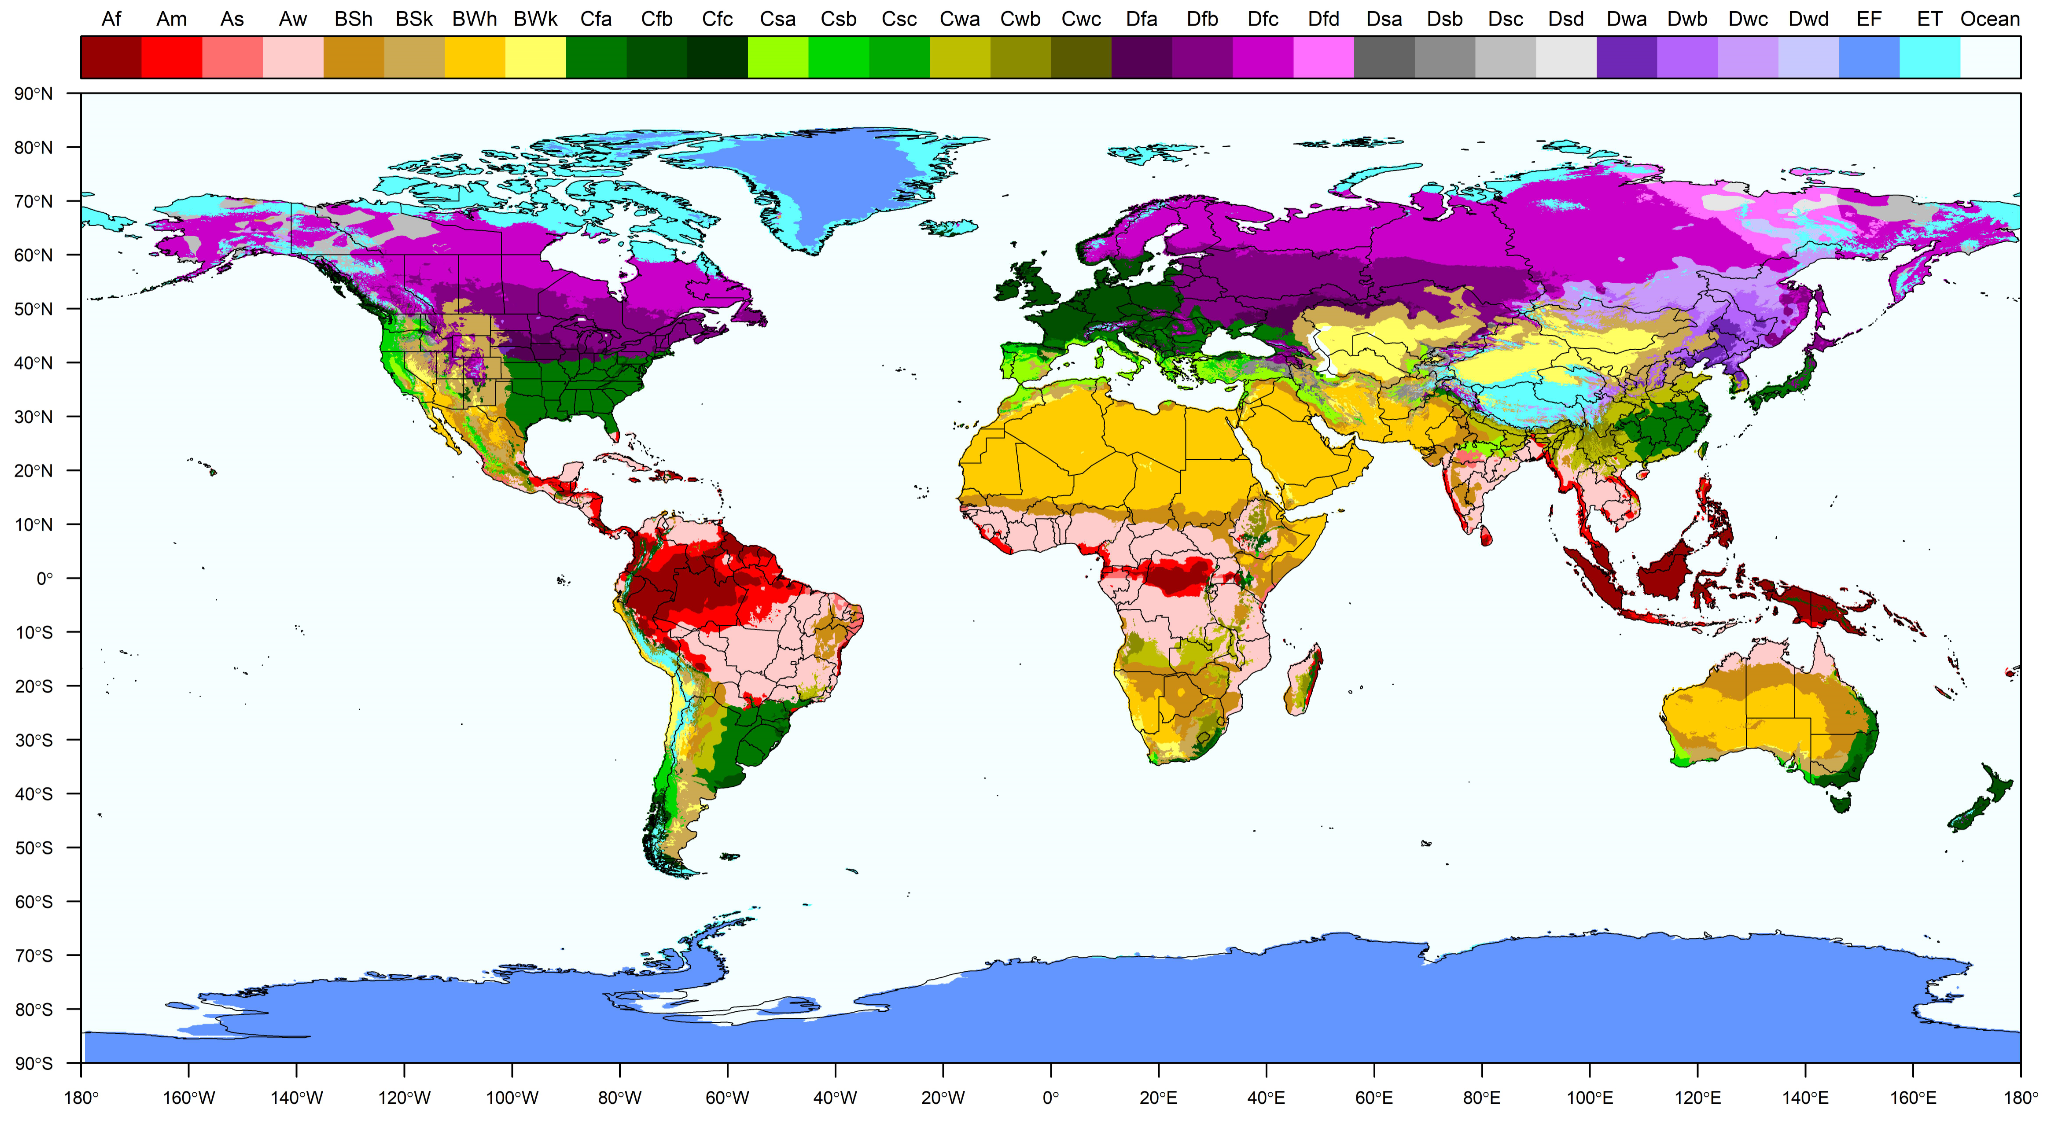 Af Am As Aw BSh BSk BWh BWk Cfa Cfb Cfc Csa Csb Csc Cwa Cwb Cwc Dfa Dfb Dfc Dfd Dsa Dsb Dsc Dsd Dwa Dwb Dwc Dwd EF ET Ocean
90°N
80°N
70°N
60°N
50°N
40°N
30°N
20°N
10°N
0°
10°S
20°S
30°S
40°S
50°S
60°S
70°S
80°S
90°S
180° 160°W 140°W 120°W 100°W 80°W 60°W 40°W 20°W 0° 20°E 40°E 60°E 80°E 100°E 120°E 140°E 160°E 180°